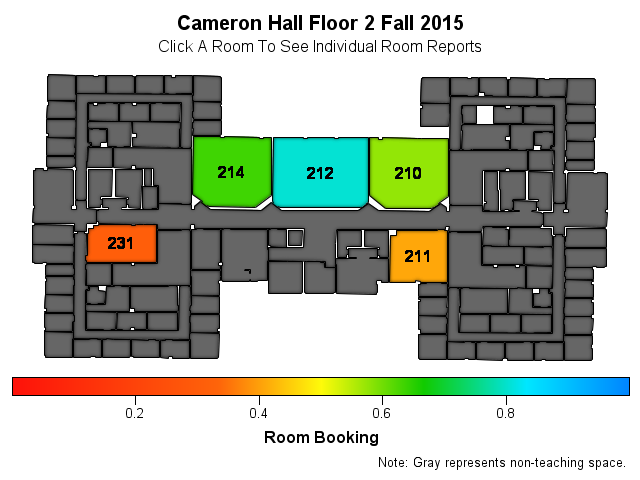 Cameron Hall Floor 2 Fall 2015
Click A Room To See Individual Room Reports
214
212
210
231
211
0.2
0.4
0.6
0.8
Room Booking
Note: Gray represents non-teaching space.